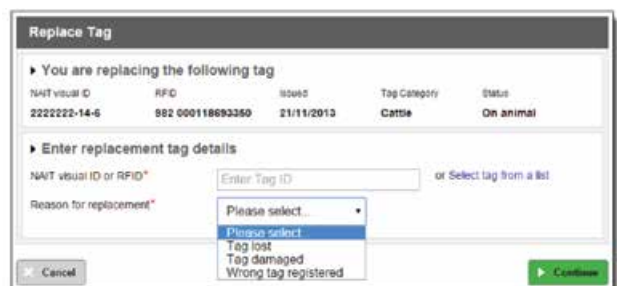 Replace Tag
You are replacing the following tag
NAIT visual ID RFID Issued Tag Category Status
2222222-14-6 982 000118693350 21/11/2013 Cattle On animal
Enter replacement tag details
NAIT visual ID or RFID* Enter Tag ID or Select tag from a list
Reason for replacement* Please select...
Please select...
Tag lost
Tag damaged
Wrong tag registered
Cancel Continue